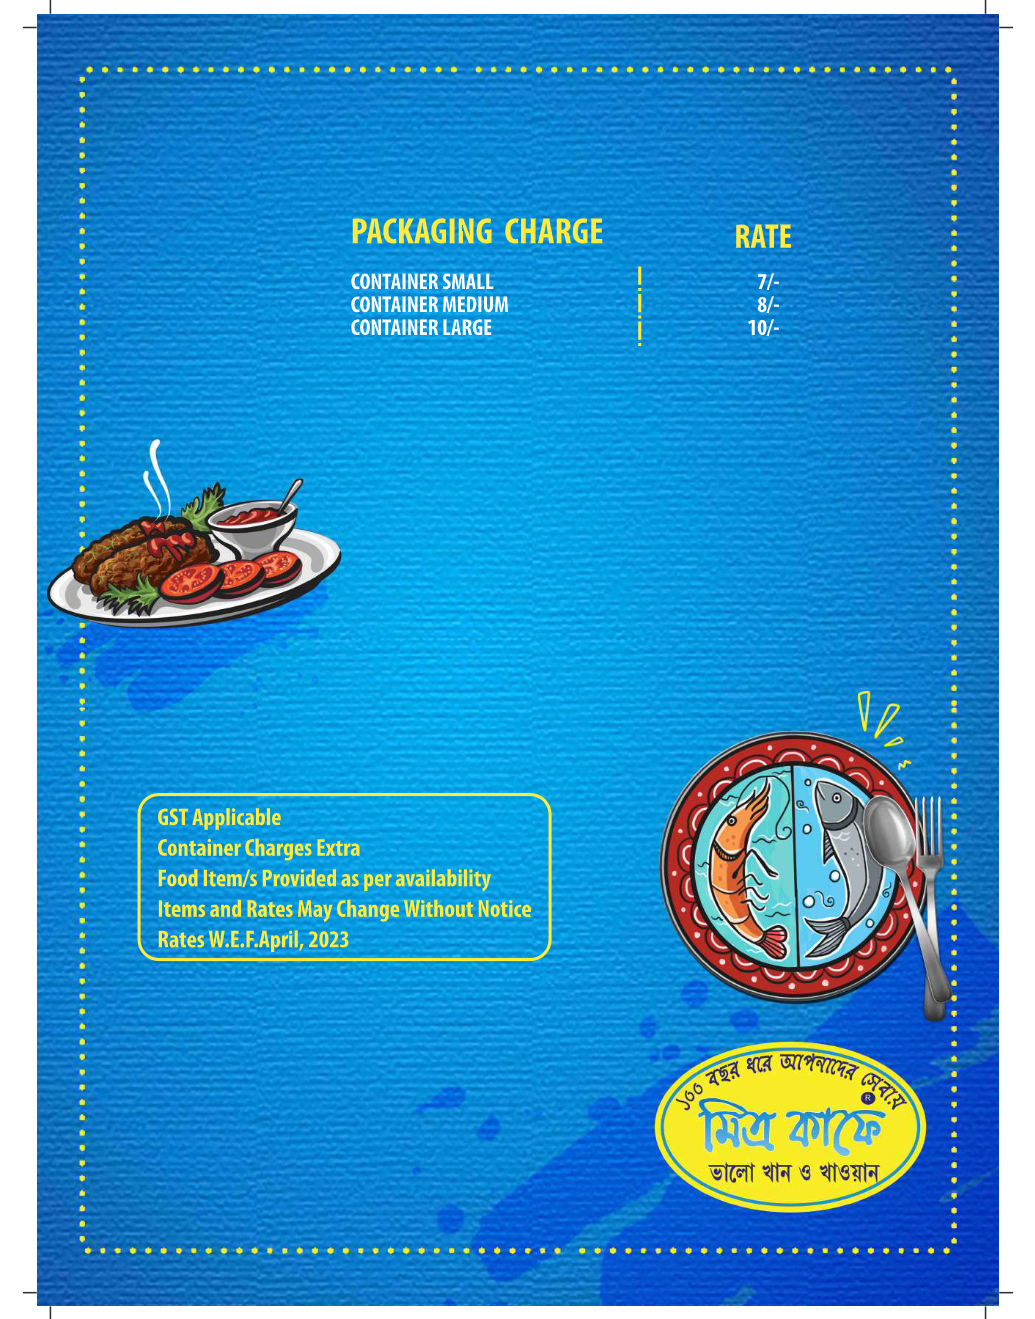 PACKAGING CHARGE RATE
CONTAINER SMALL 7/-
CONTAINER MEDIUM 8/-
CONTAINER LARGE 10/-
GST Applicable
Container Charges Extra
Food Item/s Provided as per availability
Items and Rates May Change Without Notice
Rates W.E.F.April, 2023
১০০ বছর ধরে আপনাদের সেবায়
®
মিত্র কাফে
ভালো খান ও খাওয়ান